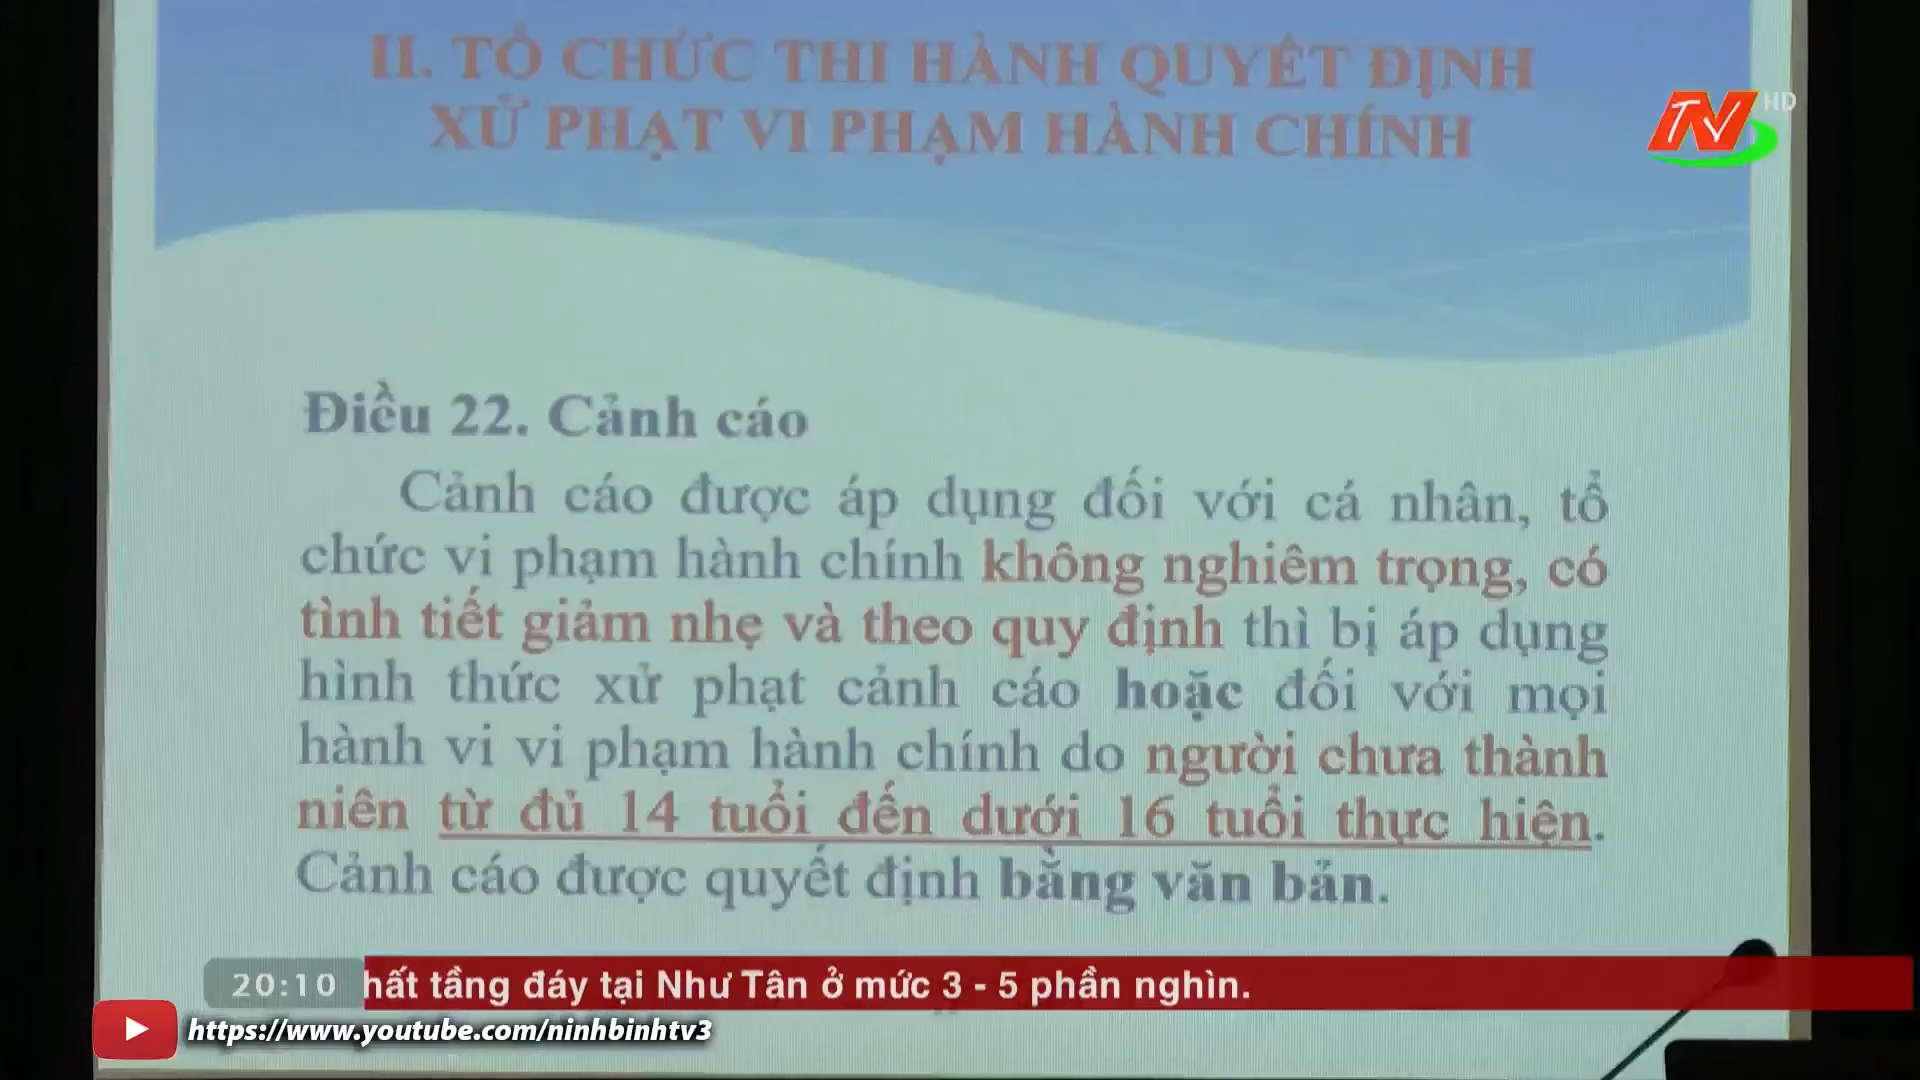 II. TỔ CHỨC THI HÀNH QUYẾT ĐỊNH
XỬ PHẠT VI PHẠM HÀNH CHÍNH
TV HD
Điều 22. Cảnh cáo
Cảnh cáo được áp dụng đối với cá nhân, tổ
chức vi phạm hành chính không nghiêm trọng, có
tình tiết giảm nhẹ và theo quy định thì bị áp dụng
hình thức xử phạt cảnh cáo hoặc đối với mọi
hành vi vi phạm hành chính do người chưa thành
niên từ đủ 14 tuổi đến dưới 16 tuổi thực hiện.
Cảnh cáo được quyết định bằng văn bản.
20:10 hất tầng đáy tại Như Tân ở mức 3 - 5 phần nghìn.
https://www.youtube.com/ninhbinhtv3